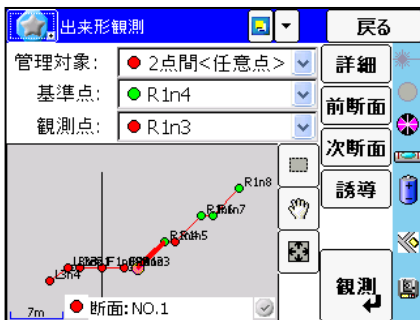 出来形観測
戻る
管理対象: 2点間<任意点>
詳細
基準点: R1n4
前断面
観測点: R1n3
次断面
誘導
R1n8
L3n4
7m
断面:NO.1
観測